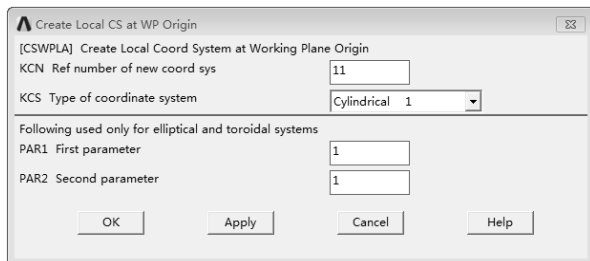 Create Local CS at WP Origin
[CSWPLA] Create Local Coord System at Working Plane Origin
KCN Ref number of new coord sys 11
KCS Type of coordinate system Cylindrical 1
Following used only for elliptical and toroidal systems
PAR1 First parameter 1
PAR2 Second parameter 1
OK Apply Cancel Help